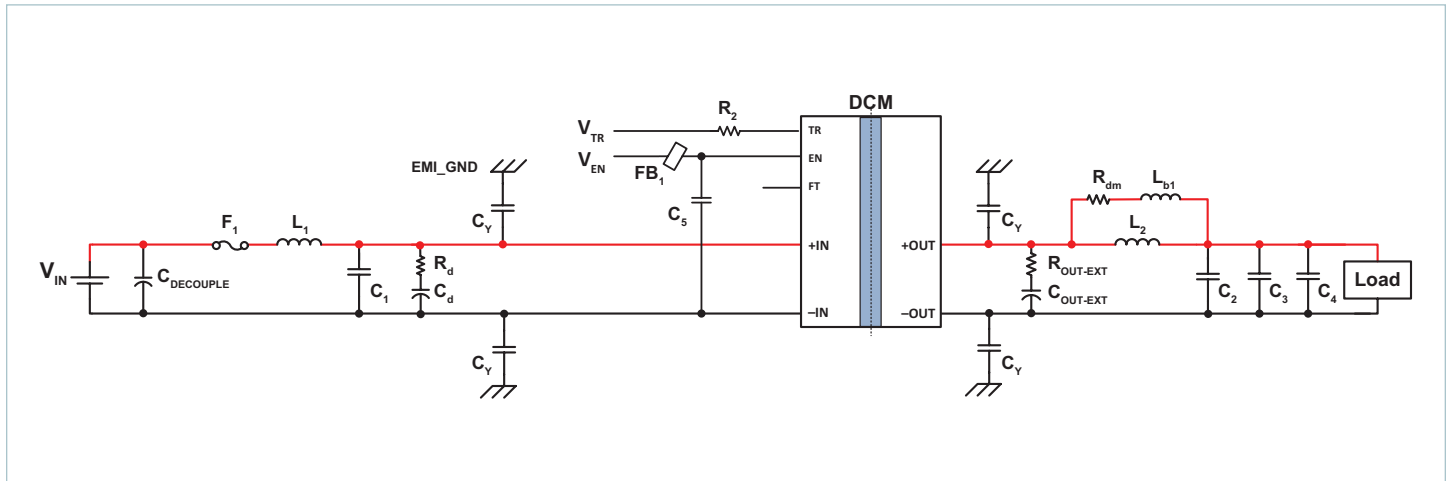 DCM
R2
VTR
TR
VEN
EN
FB1
FT
EMI_GND
CY
C5
CY
Rdm
Lb1
F1
L1
L2
+IN
+OUT
VIN
CDECOUPLE
C1
Rd
Cd
ROUT-EXT
COUT-EXT
C2
C3
C4
Load
–IN
–OUT
CY
CY